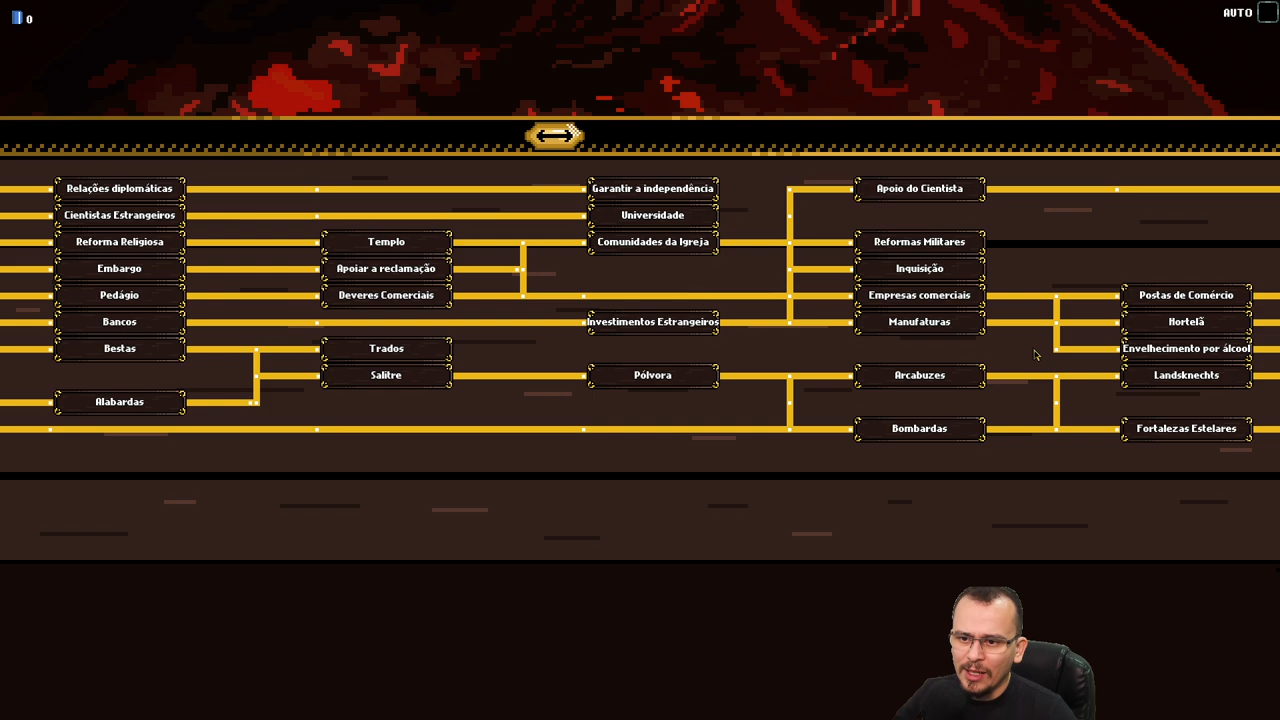 0
AUTO
Relações diplomáticas
Garantir a independência
Apoio do Cientista
Cientistas Estrangeiros
Universidade
Reforma Religiosa
Templo
Comunidades da Igreja
Reformas Militares
Embargo
Apoiar a reclamação
Inquisição
Pedágio
Deveres Comerciais
Empresas comerciais
Postas de Comércio
Bancos
Investimentos Estrangeiros
Manufaturas
Hortelã
Bestas
Trados
Envelhecimento por álcool
Salitre
Pólvora
Arcabuzes
Landsknechts
Alabardas
Bombardas
Fortalezas Estelares